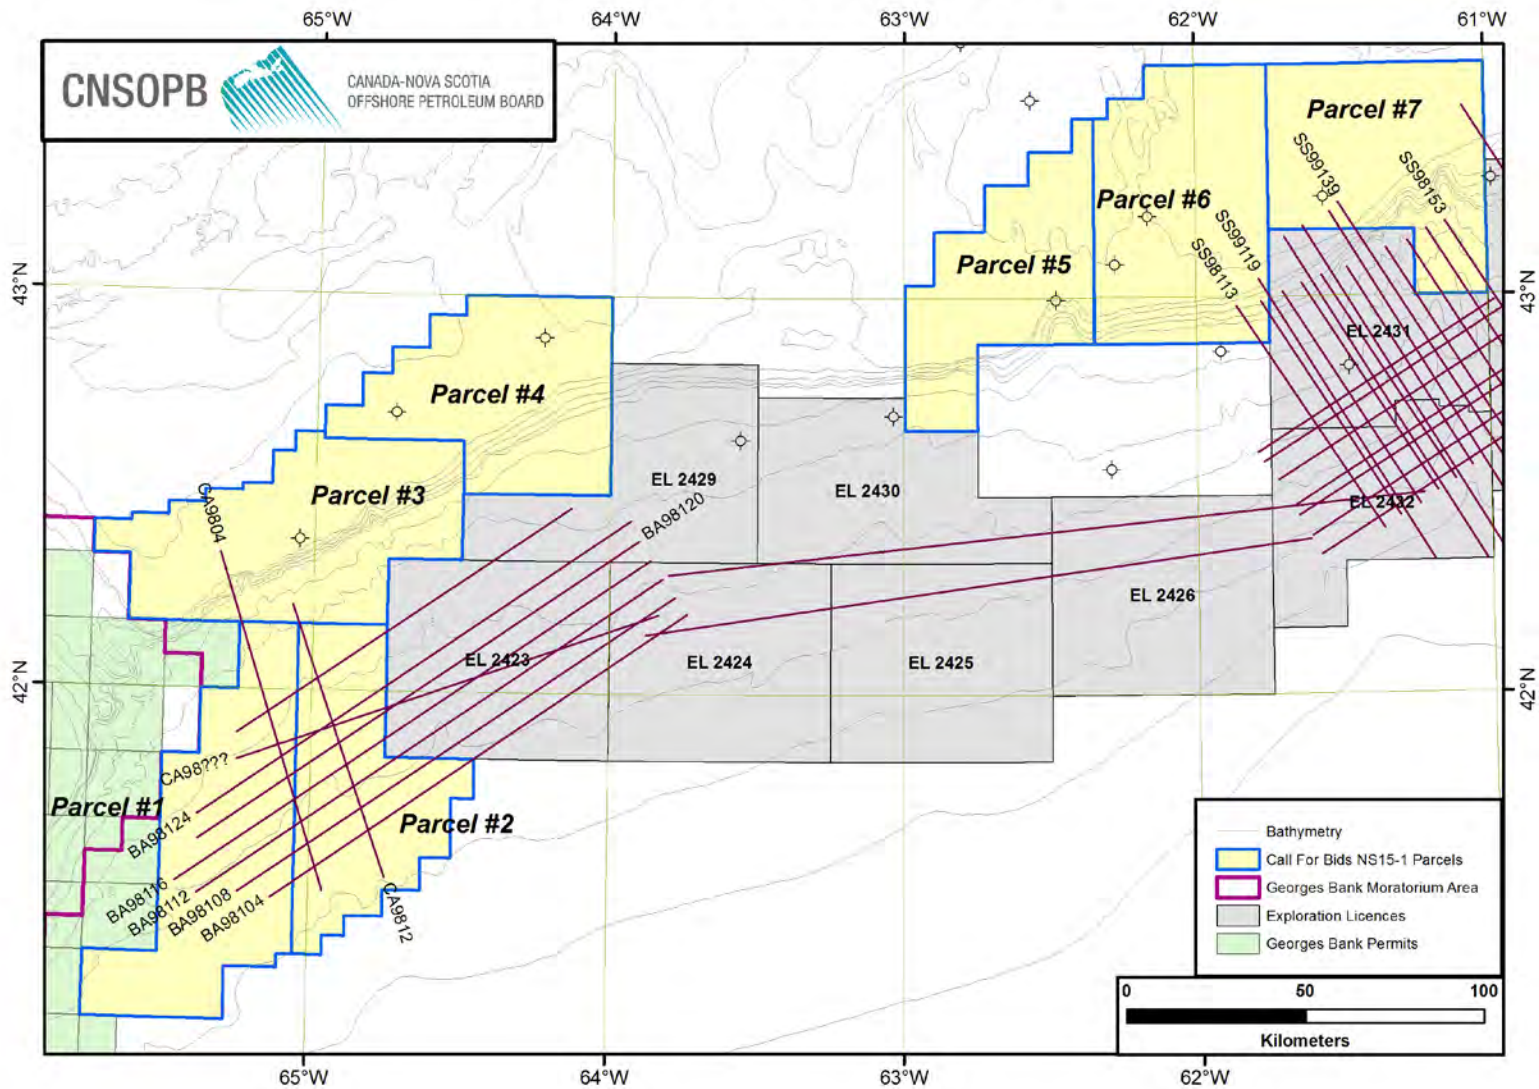 65°W
64°W
63°W
62°W
61°W
CNSOPB
CANADA-NOVA SCOTIA
OFFSHORE PETROLEUM BOARD
Parcel #7
SS99139
SS98153
Parcel #6
SS99119
SS98113
Parcel #5
43°N
43°N
EL 2431
Parcel #4
EL 2429
EL 2430
Parcel #3
CA9804
BA98120
EL 2432
EL 2426
EL 2423
EL 2424
EL 2425
42°N
42°N
CA98???
Parcel #1
BA98124
Parcel #2
BA98116
BA98112
BA98108
BA98104
CA9812
Bathymetry
Call For Bids NS15-1 Parcels
Georges Bank Moratorium Area
Exploration Licences
Georges Bank Permits
0
50
100
Kilometers
65°W
64°W
63°W
62°W